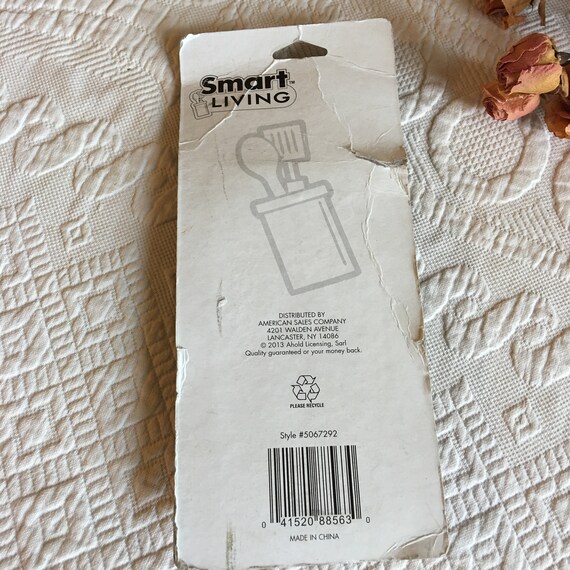 Smart™
LIVING
DISTRIBUTED BY
AMERICAN SALES COMPANY
4201 WALDEN AVENUE
LANCASTER, NY 14086
© 2013 Ahold Licensing, Sarl
Quality guaranteed or your money back.
PLEASE RECYCLE
Style #5067292
0 41520 88563 0
MADE IN CHINA